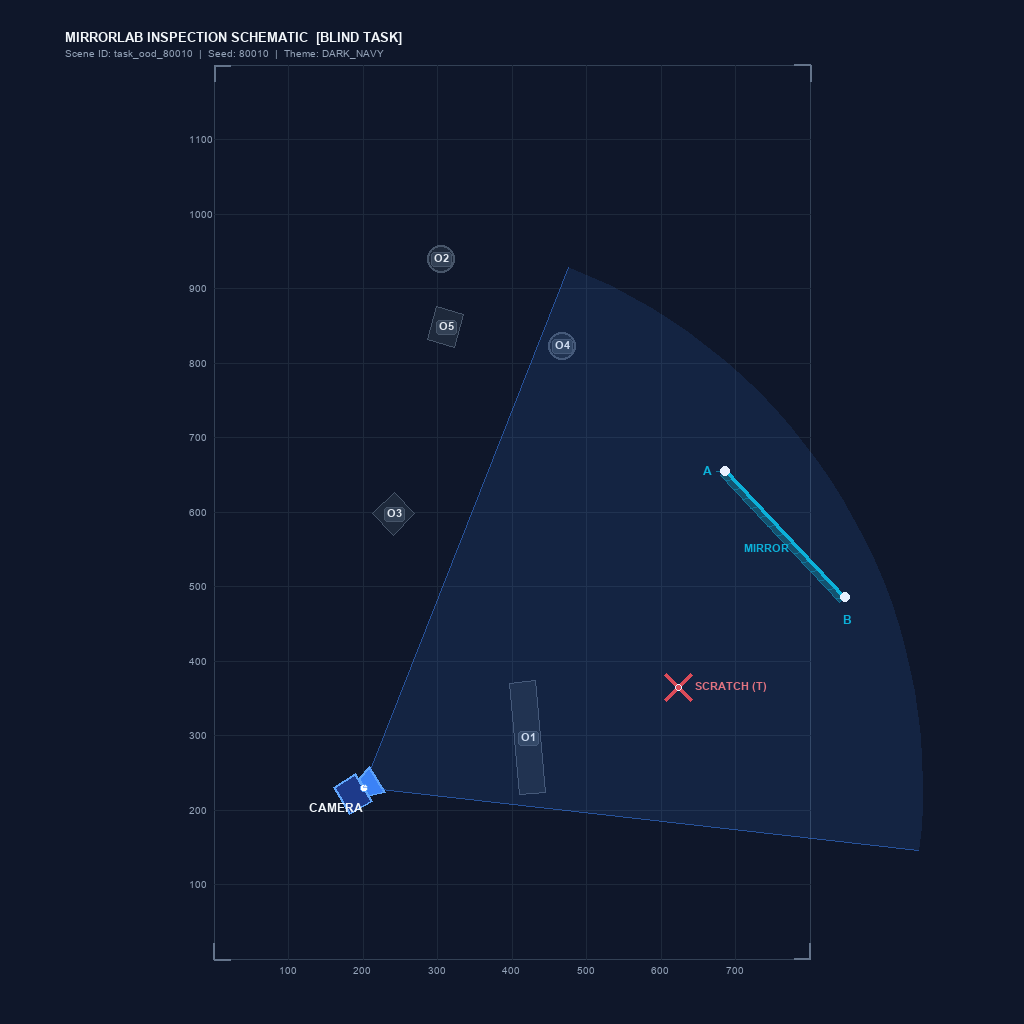 MIRRORLAB INSPECTION SCHEMATIC [BLIND TASK]
Scene ID: task_ood_80010 | Seed: 80010 | Theme: DARK_NAVY
1100
1000
O2
900
O5
O4
800
700
A
600
O3
MIRROR
500
B
400
SCRATCH (T)
300
O1
CAMERA
200
100
100 200 300 400 500 600 700